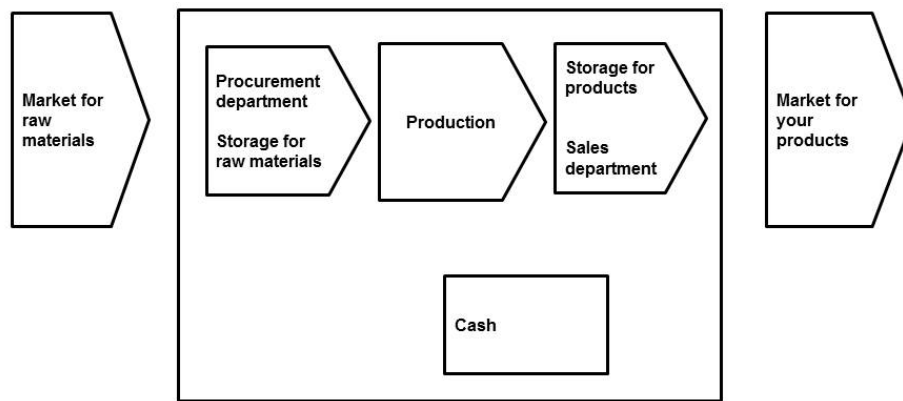 Market for
raw
materials
Procurement
department
Storage for
raw materials
Production
Storage for
products
Sales
department
Market for
your
products
Cash